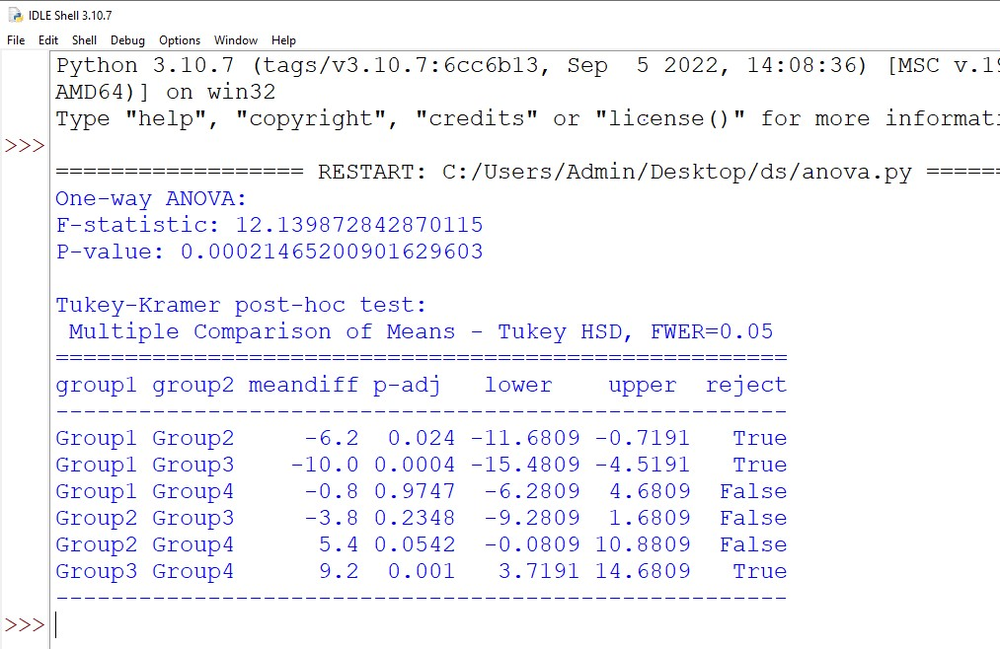 IDLE Shell 3.10.7
File Edit Shell Debug Options Window Help
Python 3.10.7 (tags/v3.10.7:6cc6b13, Sep  5 2022, 14:08:36) [MSC v.19
AMD64)] on win32
Type "help", "copyright", "credits" or "license()" for more informati
>>>
================== RESTART: C:/Users/Admin/Desktop/ds/anova.py ======
One-way ANOVA:
F-statistic: 12.139872842870115
P-value: 0.00021465200901629603
Tukey-Kramer post-hoc test:
 Multiple Comparison of Means - Tukey HSD, FWER=0.05
=====================================================
group1 group2 meandiff p-adj   lower    upper  reject
-----------------------------------------------------
Group1 Group2     -6.2  0.024 -11.6809 -0.7191   True
Group1 Group3    -10.0 0.0004 -15.4809 -4.5191   True
Group1 Group4     -0.8 0.9747  -6.2809  4.6809  False
Group2 Group3     -3.8 0.2348  -9.2809  1.6809  False
Group2 Group4      5.4 0.0542  -0.0809 10.8809  False
Group3 Group4      9.2  0.001   3.7191 14.6809   True
-----------------------------------------------------
>>>